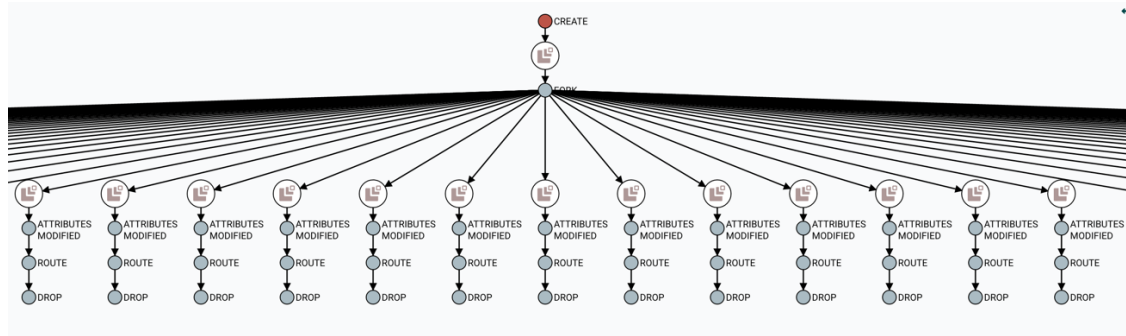 CREATE
FORK
ATTRIBUTES ATTRIBUTES ATTRIBUTES ATTRIBUTES ATTRIBUTES ATTRIBUTES ATTRIBUTES ATTRIBUTES ATTRIBUTES ATTRIBUTES ATTRIBUTES ATTRIBUTES ATTRIBUTES
MODIFIED MODIFIED MODIFIED MODIFIED MODIFIED MODIFIED MODIFIED MODIFIED MODIFIED MODIFIED MODIFIED MODIFIED MODIFIED
ROUTE ROUTE ROUTE ROUTE ROUTE ROUTE ROUTE ROUTE ROUTE ROUTE ROUTE ROUTE ROUTE
DROP DROP DROP DROP DROP DROP DROP DROP DROP DROP DROP DROP DROP